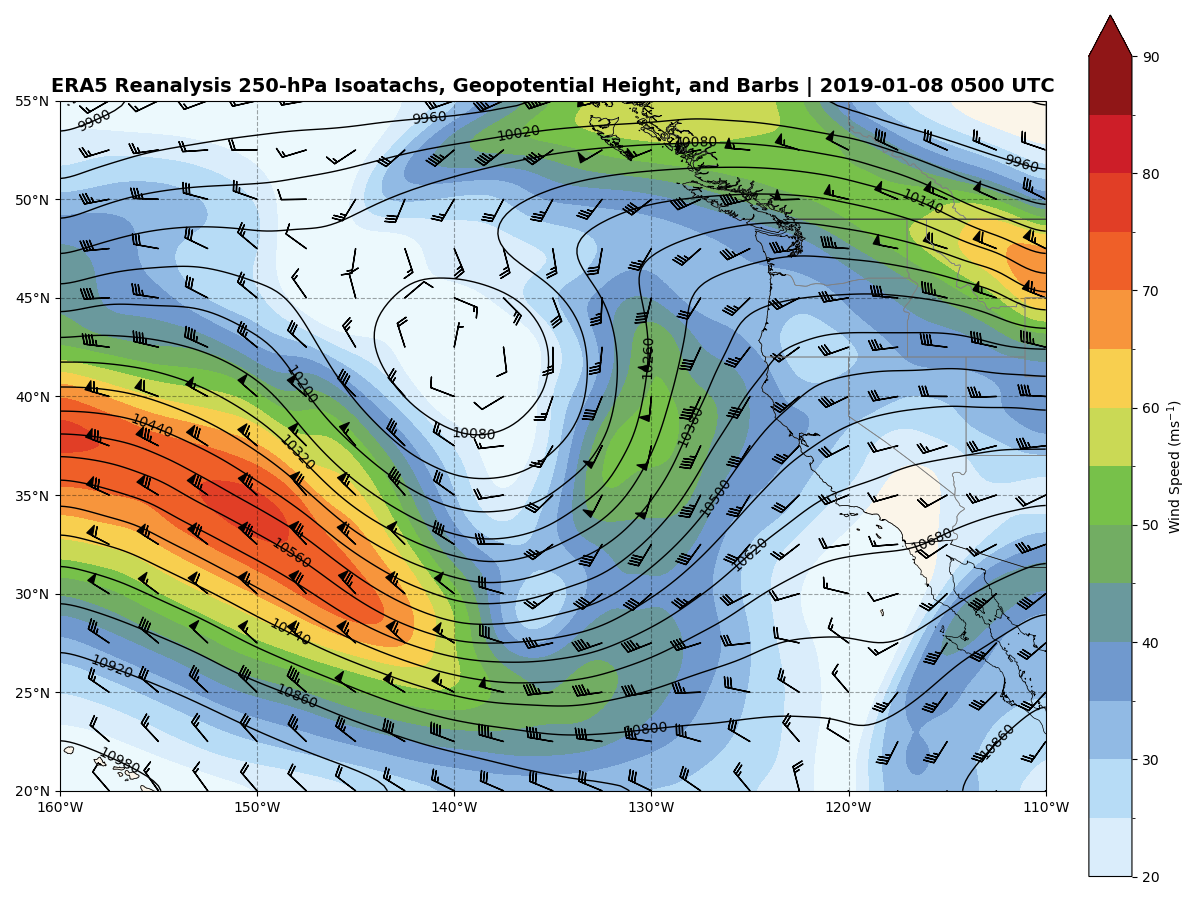 ERA5 Reanalysis 250-hPa Isoatachs, Geopotential Height, and Barbs | 2019-01-08 0500 UTC
55°N
50°N
45°N
40°N
35°N
30°N
25°N
20°N
160°W
150°W
140°W
130°W
120°W
110°W
9900
9960
10020
10080
9960
10140
10200
10260
10440
10320
10080
10380
10500
10560
10620
10680
10740
10920
10860
10800
10860
10980
90
80
70
60
50
40
30
20
Wind Speed (ms⁻¹)